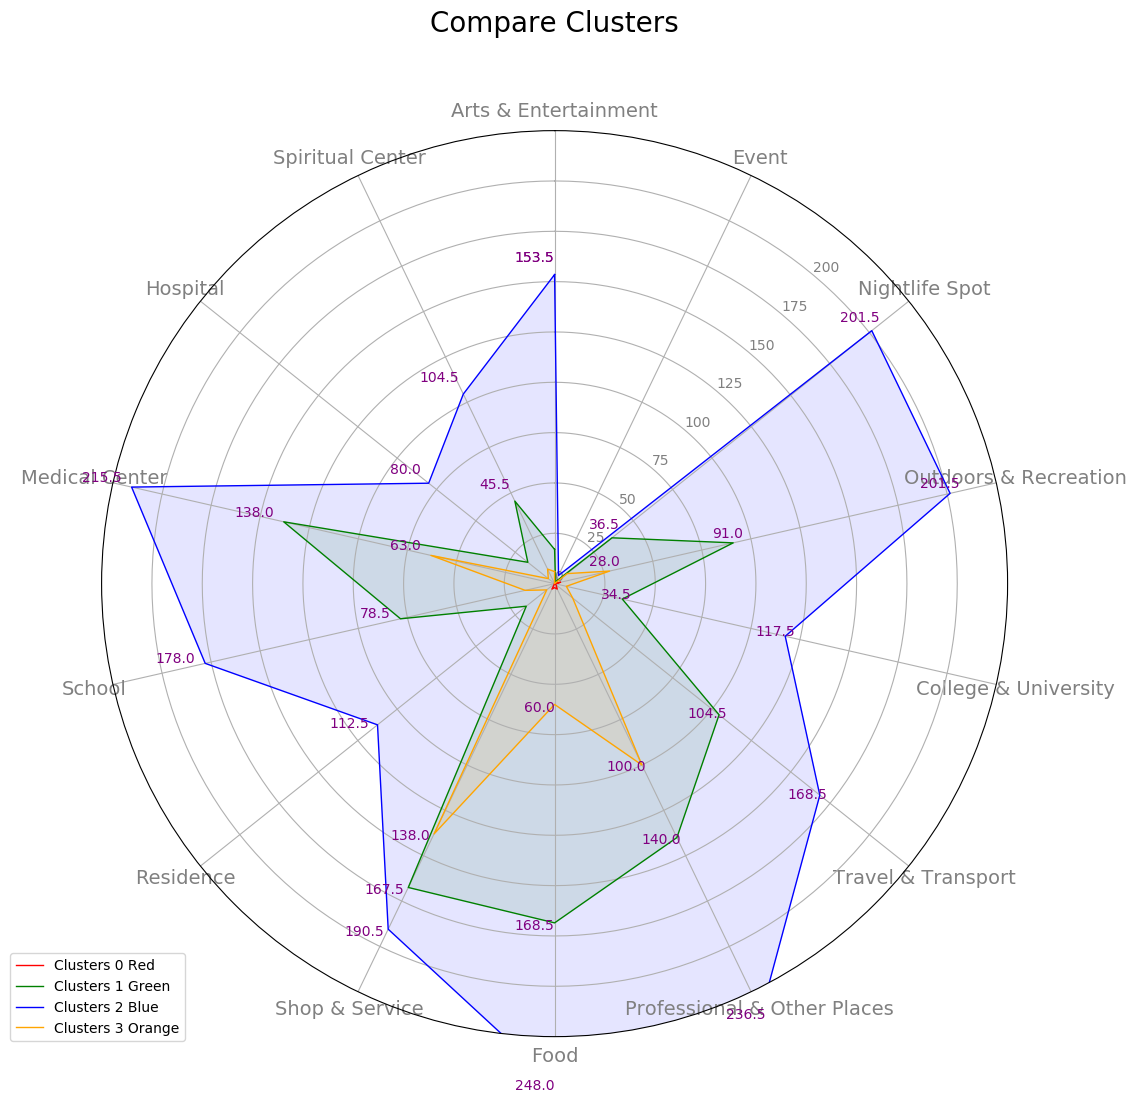 Compare Clusters
Arts & Entertainment
Spiritual Center
Event
153.5
200
Hospital
Nightlife Spot
175
201.5
150
104.5
125
100
75
80.0
Medical Center
215.5
45.5
Outdoors & Recreation
201.5
50
138.0
36.5
91.0
25
63.0
28.0
34.5
78.5
117.5
178.0
School
College & University
60.0
104.5
112.5
100.0
168.5
138.0
140.0
Residence
Travel & Transport
167.5
168.5
190.5
Clusters 0 Red
Clusters 1 Green
Clusters 2 Blue
Clusters 3 Orange
Shop & Service
Professional & Other Places
236.5
Food
248.0